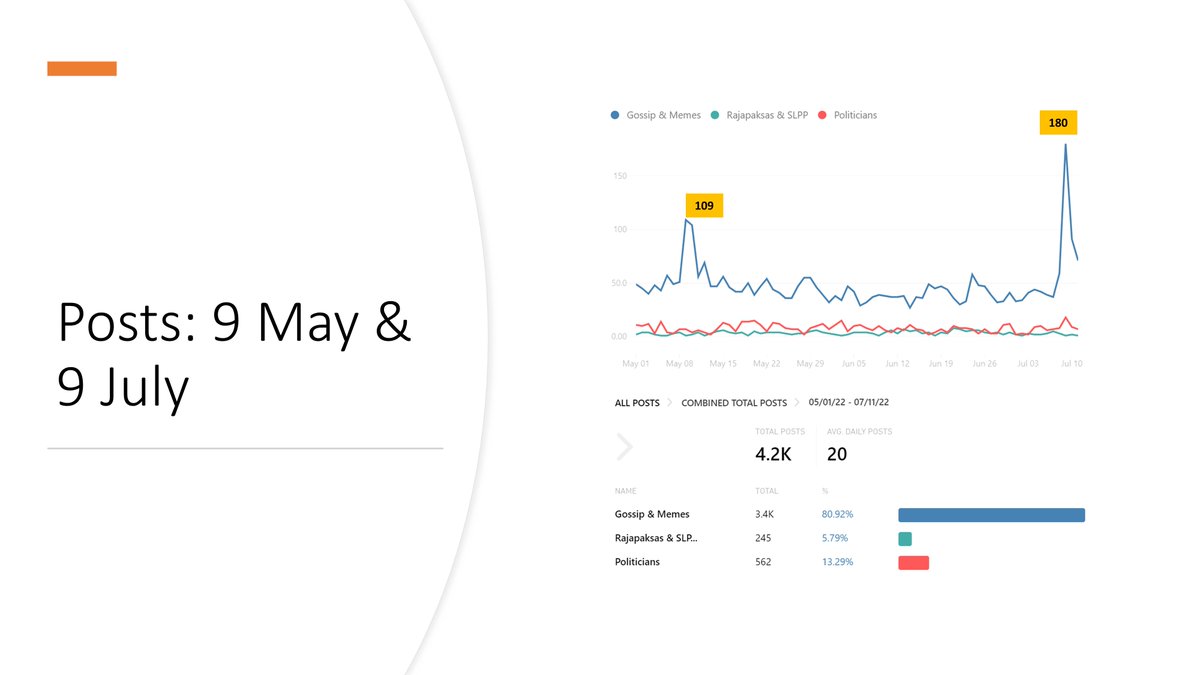 Posts: 9 May &
9 July
Gossip & Memes Rajapaksas & SLPP Politicians
180
109
150
100
50.0
0.00
May 01 May 08 May 15 May 22 May 29 Jun 05 Jun 12 Jun 19 Jun 26 Jul 03 Jul 10
ALL POSTS COMBINED TOTAL POSTS 05/01/22 - 07/11/22
TOTAL POSTS AVG. DAILY POSTS
4.2K 20
NAME TOTAL %
Gossip & Memes 3.4K 80.92%
Rajapaksas & SLP... 245 5.79%
Politicians 562 13.29%